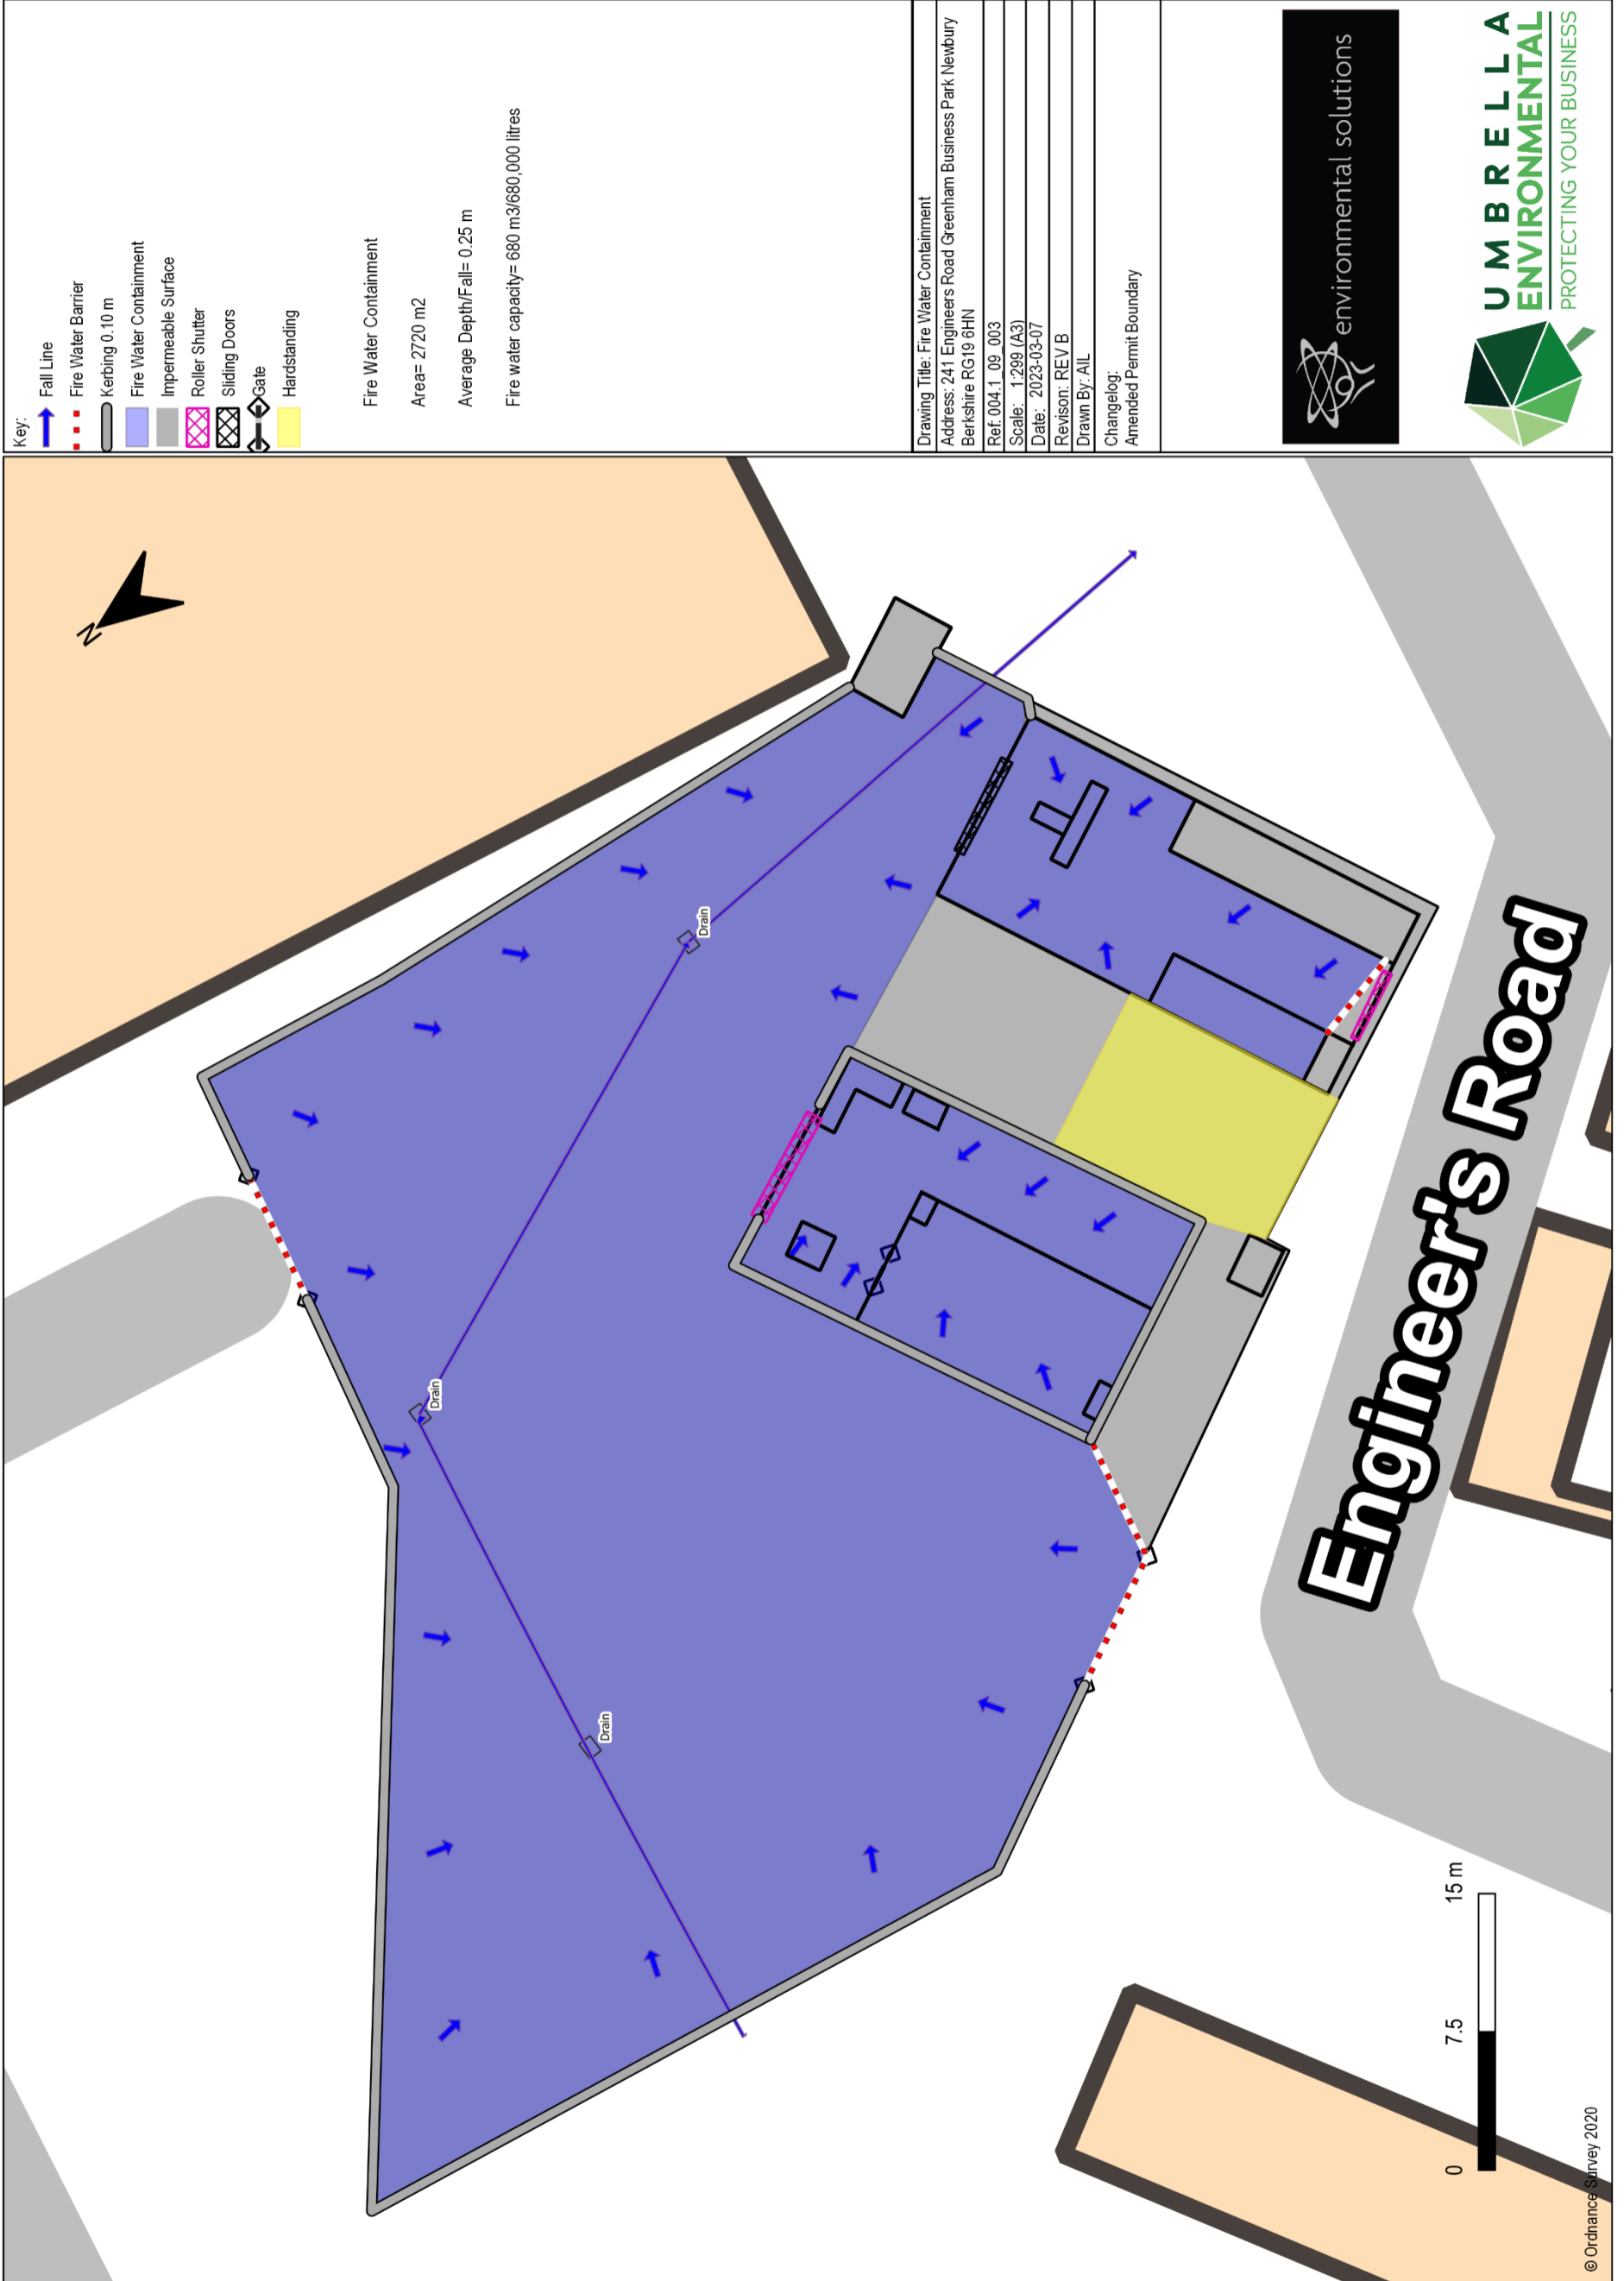 Key:
Fall Line
Fire Water Barrier
Kerbing 0.10 m
Fire Water Containment
Impermeable Surface
Roller Shutter
Sliding Doors
Gate
Hardstanding
Fire Water Containment
Area= 2720 m2
Average Depth/Fall= 0.25 m
Fire water capacity= 680 m3/680,000 litres
Drawing Title: Fire Water Containment
Address: 241 Engineers Road Greenham Business Park Newbury
Berkshire RG19 6HN
Ref: 004.1_09_003
Scale: 1:299 (A3)
Date: 2023-03-07
Revison: REV B
Drawn By: AIL
Changelog:
Amended Permit Boundary
environmental solutions
UMBRELLA
ENVIRONMENTAL
PROTECTING YOUR BUSINESS
N
Drain
Drain
Drain
Engineer's Road
0 7.5 15 m
© Ordnance Survey 2020